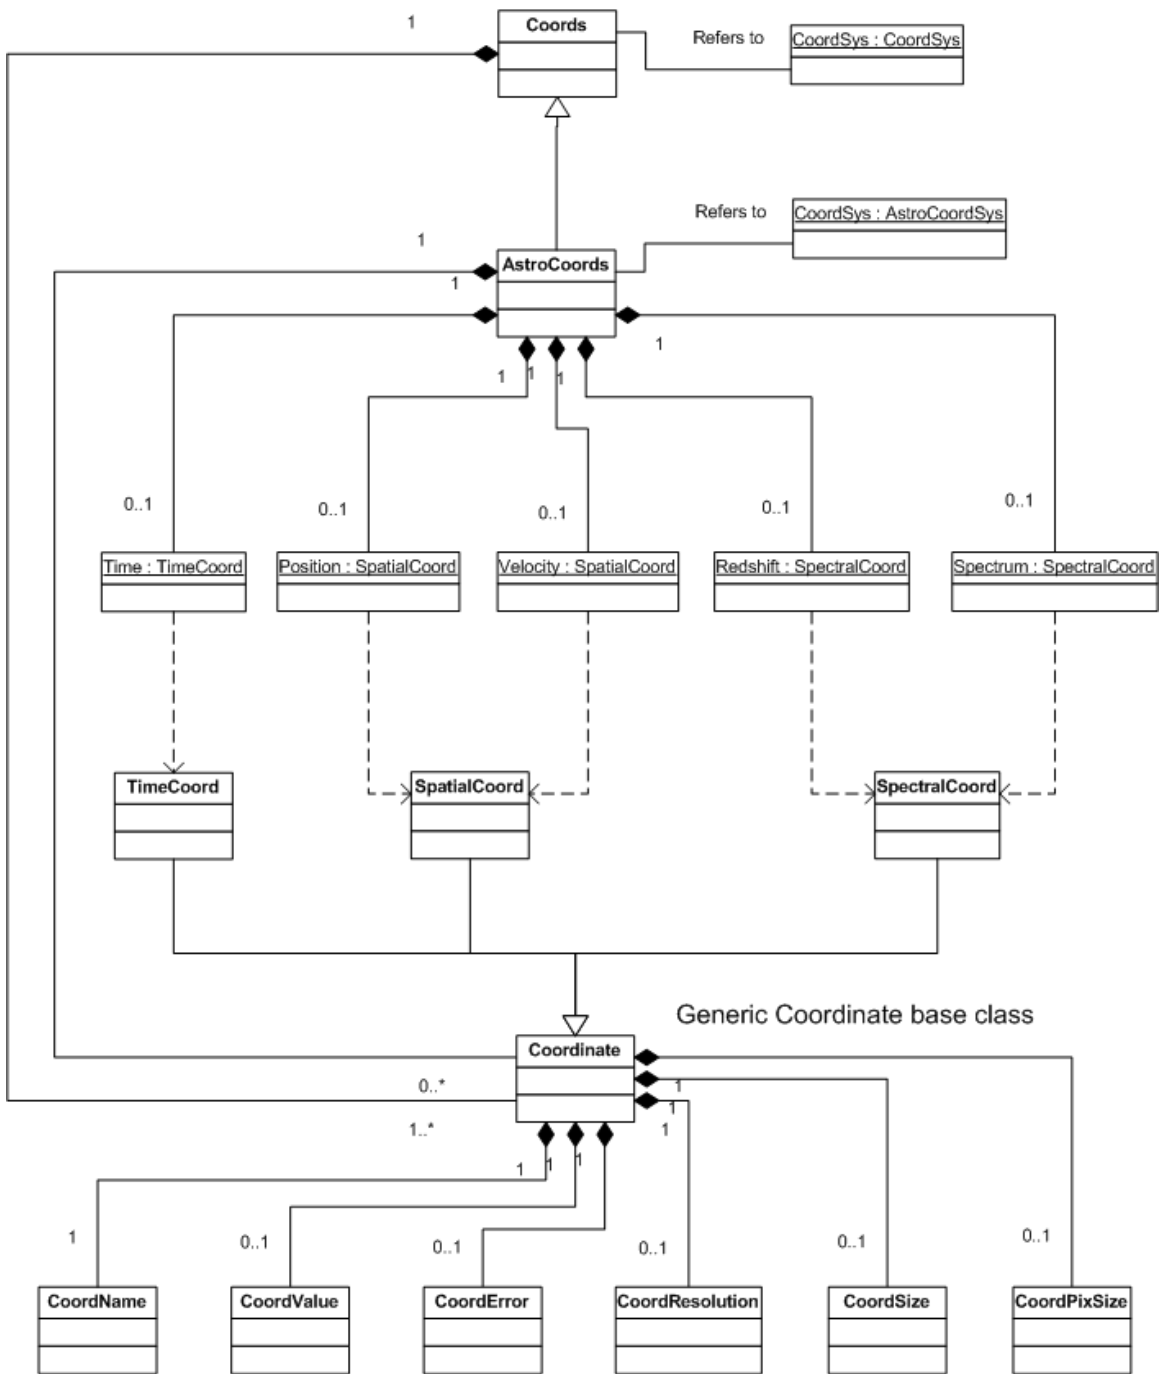 1
Coords
Refers to
CoordSys : CoordSys
Refers to
CoordSys : AstroCoordSys
1
AstroCoords
1
1
1
1
1
0..1
0..1
0..1
0..1
0..1
Time : TimeCoord
Position : SpatialCoord
Velocity : SpatialCoord
Redshift : SpectralCoord
Spectrum : SpectralCoord
TimeCoord
SpatialCoord
SpectralCoord
Generic Coordinate base class
Coordinate
0..*
1
1
1..*
1
1
1
1
1
0..1
0..1
0..1
0..1
0..1
CoordName
CoordValue
CoordError
CoordResolution
CoordSize
CoordPixSize